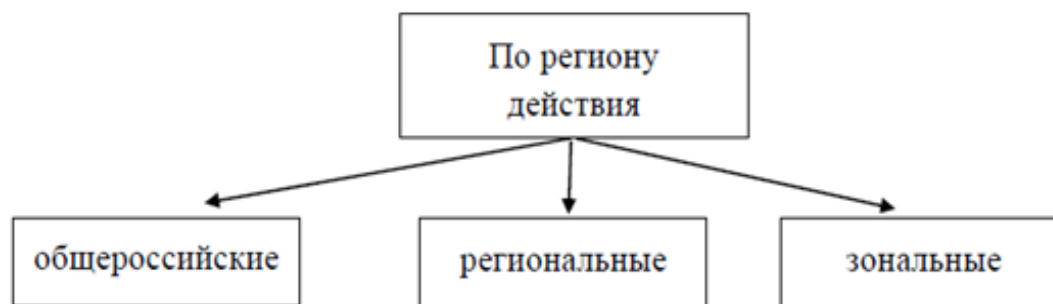 По региону
действия
общероссийские
региональные
зональные